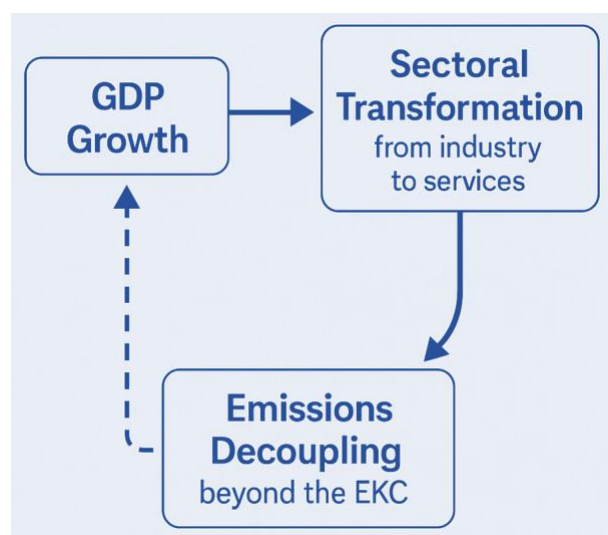 GDP
Growth
Sectoral
Transformation
from industry
to services
Emissions
Decoupling
beyond the EKC